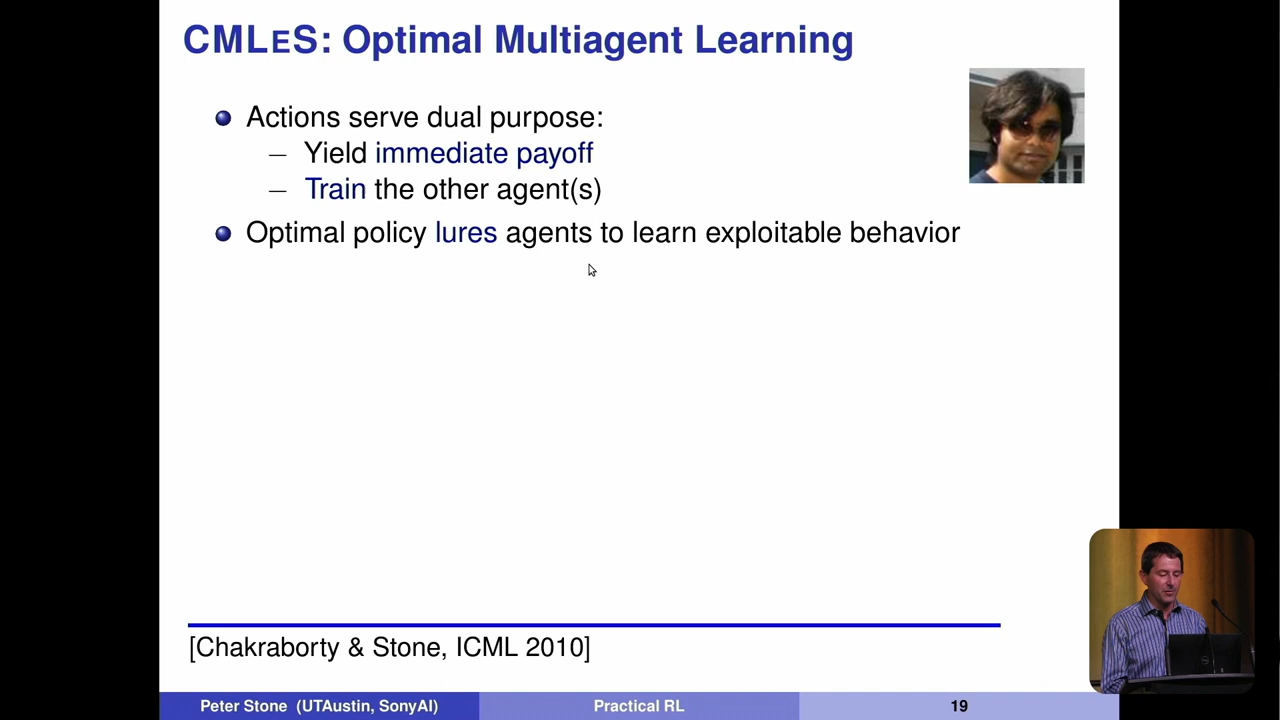 CMLES: Optimal Multiagent Learning
Actions serve dual purpose:
– Yield immediate payoff
– Train the other agent(s)
Optimal policy lures agents to learn exploitable behavior
[Chakraborty & Stone, ICML 2010]
Peter Stone (UTAustin, SonyAI) Practical RL 19